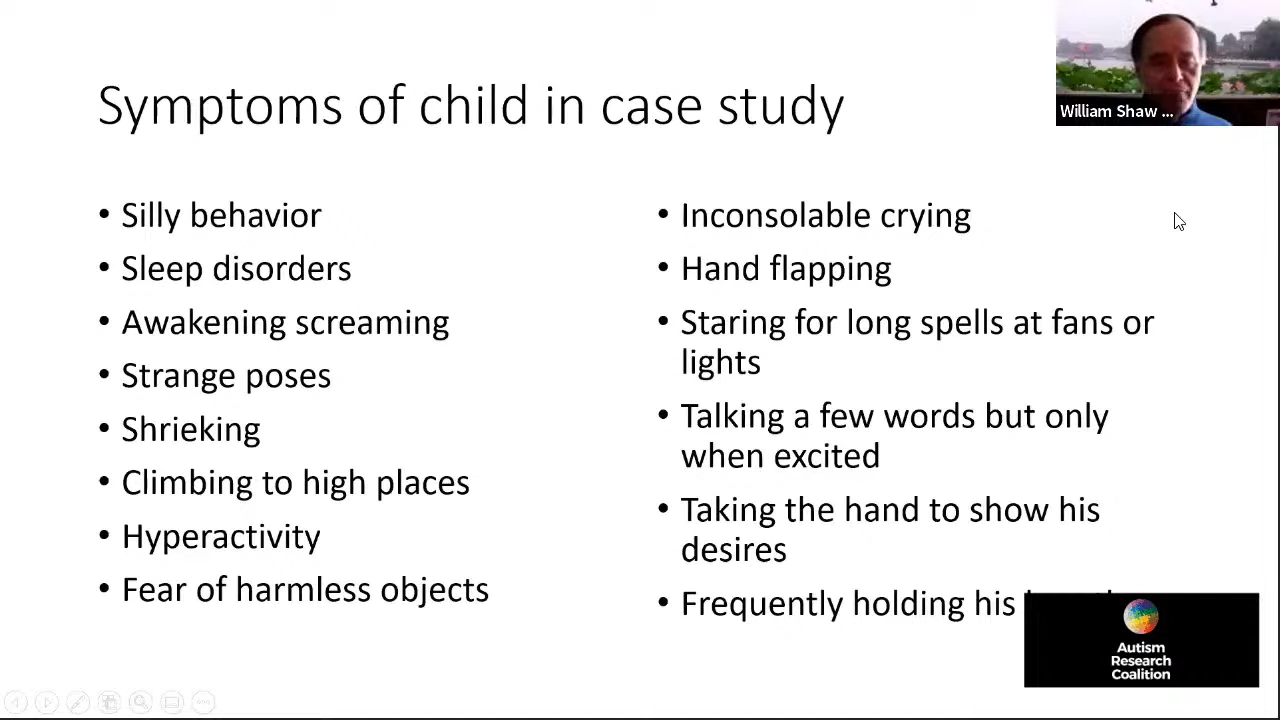 Symptoms of child in case study
William Shaw ...
• Silly behavior
• Sleep disorders
• Awakening screaming
• Strange poses
• Shrieking
• Climbing to high places
• Hyperactivity
• Fear of harmless objects
• Inconsolable crying
• Hand flapping
• Staring for long spells at fans or
lights
• Talking a few words but only
when excited
• Taking the hand to show his
desires
• Frequently holding his
Autism
Research
Coalition